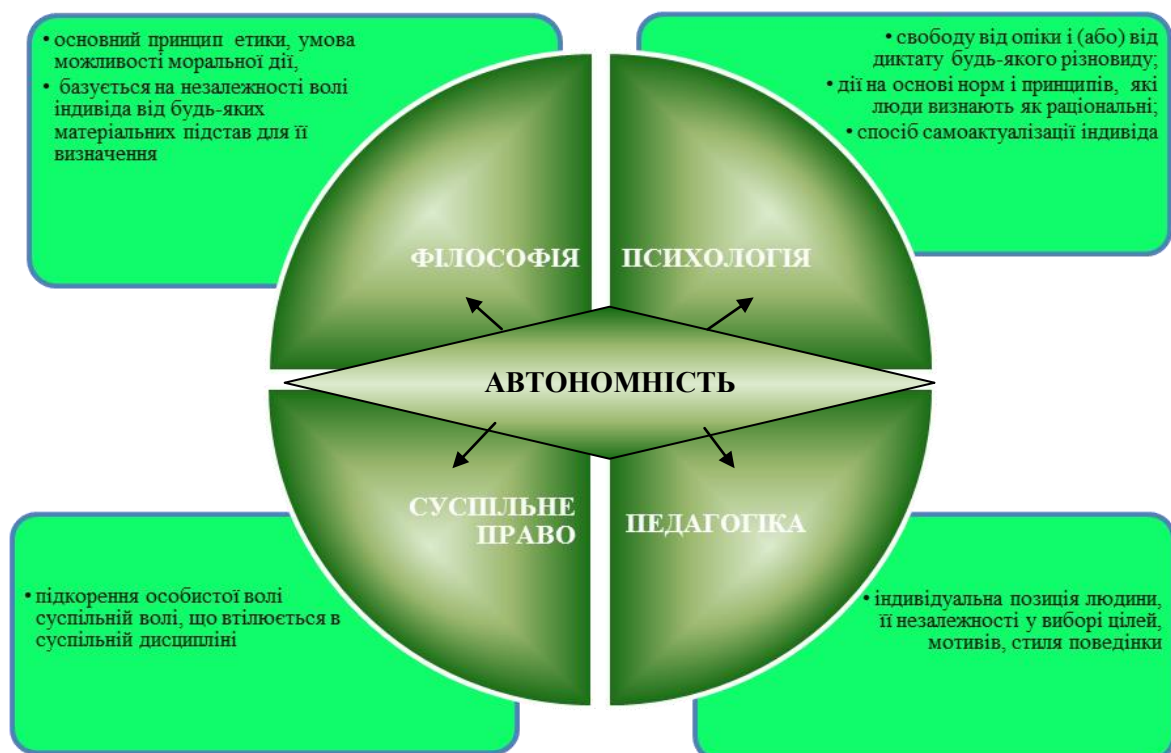 • основний принцип етики, умова
можливості моральної дії,
• базується на незалежності волі
індивіда від будь-яких
матеріальних підстав для її
визначення
• свободу від опіки і (або) від
диктату будь-якого різновиду;
• дії на основі норм і принципів, які
люди визнають як раціональні;
• спосіб самоактуалізації індивіда
ФІЛОСОФІЯ
ПСИХОЛОГІЯ
АВТОНОМНІСТЬ
СУСПІЛЬНЕ
ПРАВО
ПЕДАГОГІКА
• підкорення особистої волі
суспільній волі, що втілюється в
суспільній дисципліні
• індивідуальна позиція людини,
її незалежності у виборі цілей,
мотивів, стиля поведінки